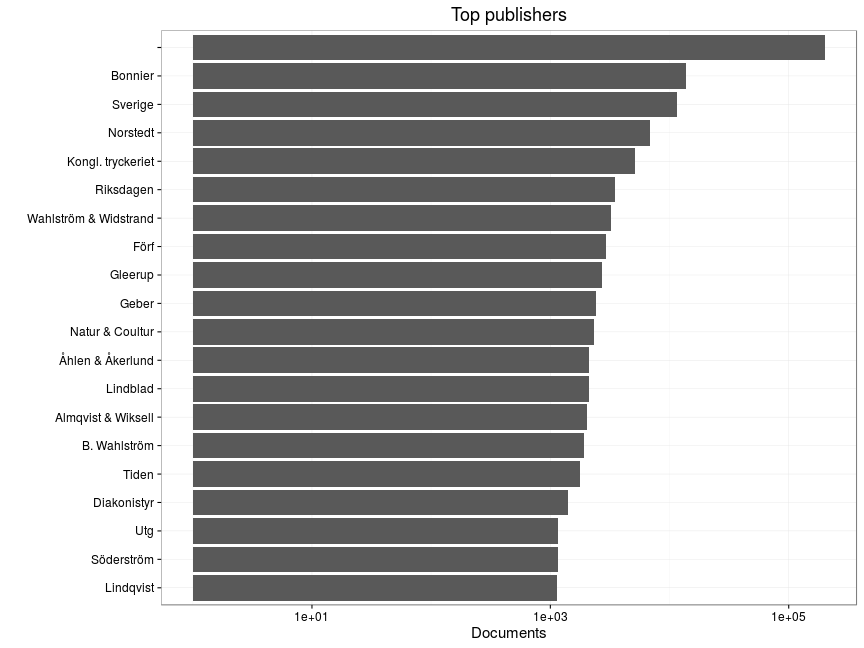 Top publishers
Bonnier
Sverige
Norstedt
Kongl. tryckeriet
Riksdagen
Wahlström & Widstrand
Förf
Gleerup
Geber
Natur & Coultur
Åhlen & Åkerlund
Lindblad
Almqvist & Wiksell
B. Wahlström
Tiden
Diakonistyr
Utg
Söderström
Lindqvist
1e+01 1e+03 1e+05
Documents